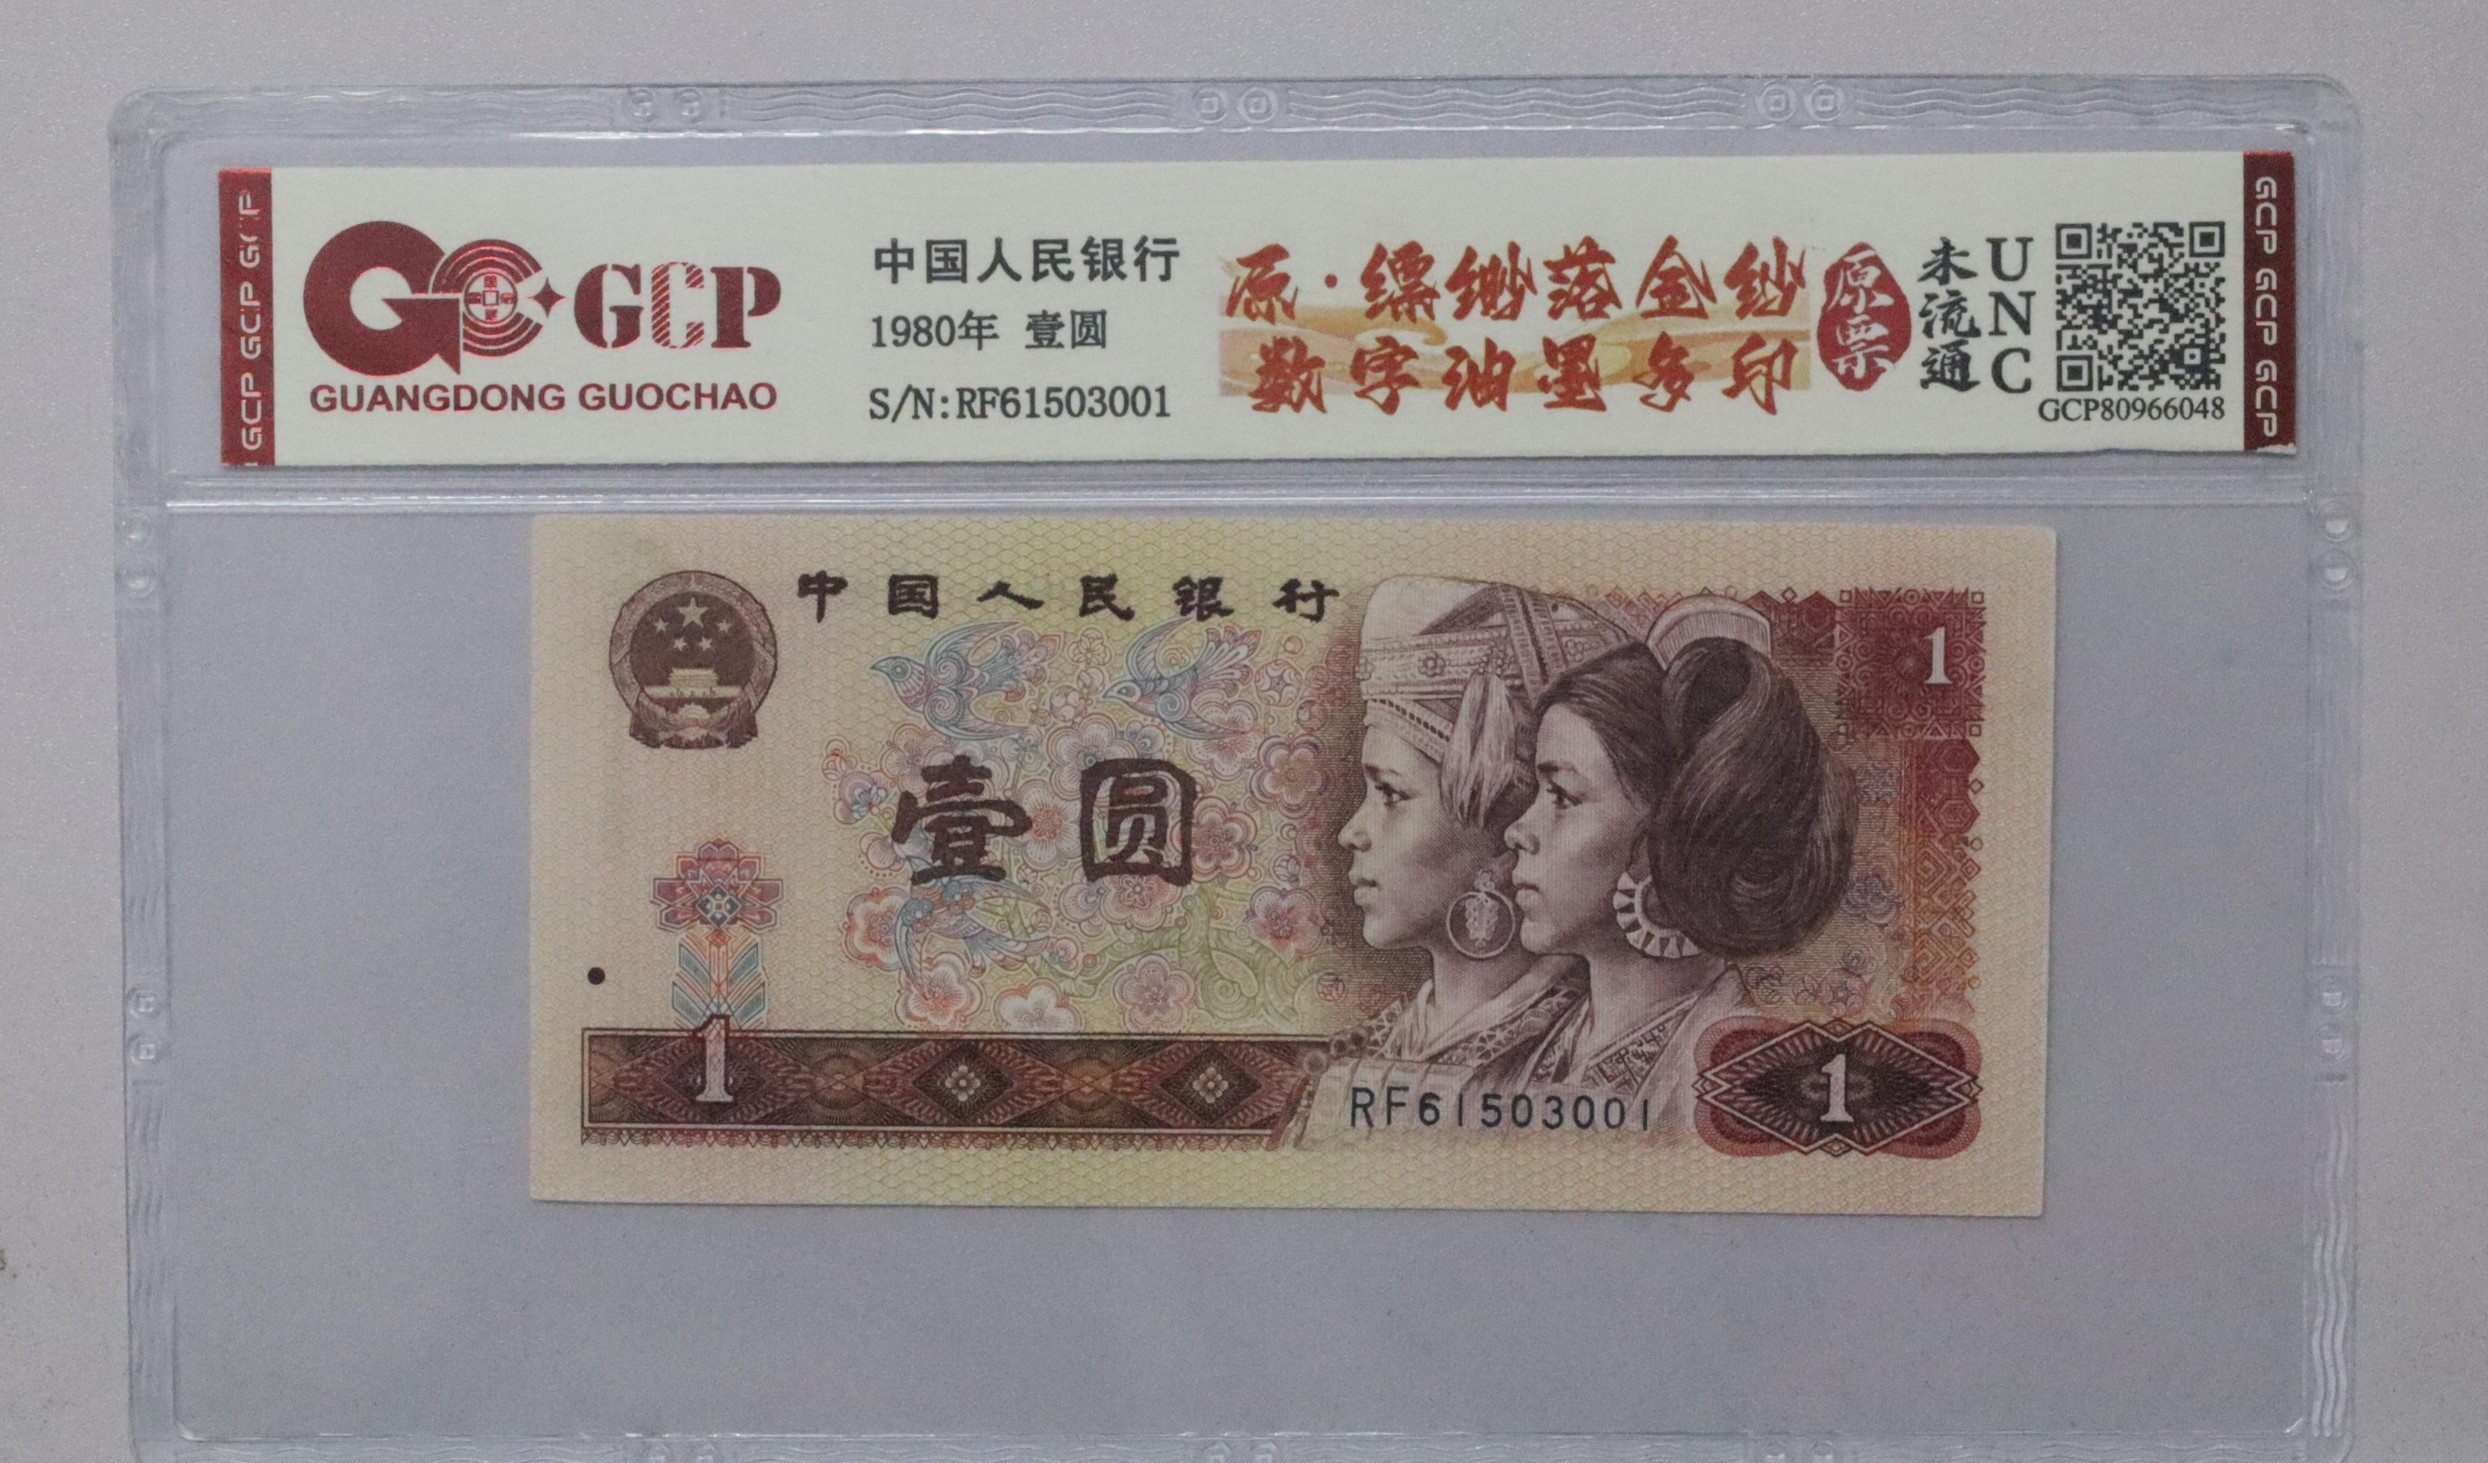 GCP GCP GCP
GCP
GUANGDONG GUOCHAO
中国人民银行
1980年 壹圆
S/N:RF61503001
原·缥缈落金纱
数字油墨多印
原票
未流通
UNC
GCP80966048
GCP GCP GCP
中国人民银行
1
壹圆
1
RF61503001
1